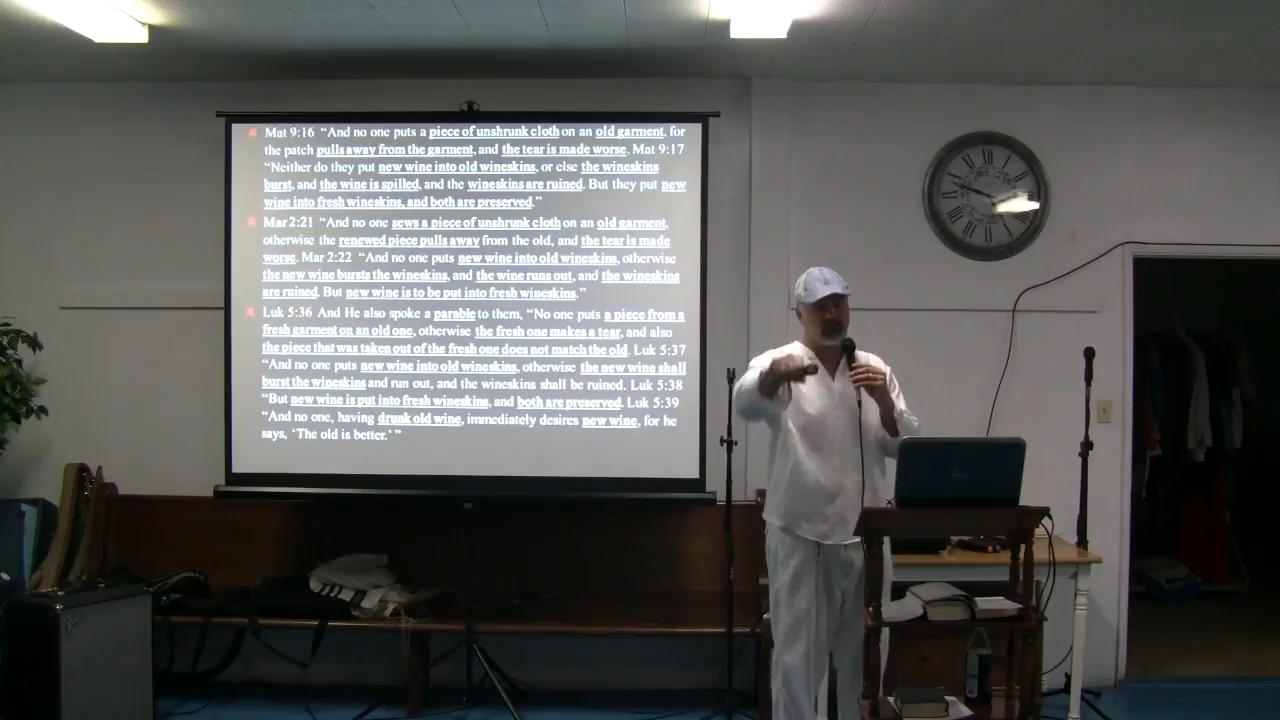 Mat 9:16 “And no one puts a piece of unshrunk cloth on an old garment, for
the patch pulls away from the garment, and the tear is made worse. Mat 9:17
“Neither do they put new wine into old wineskins, or else the wineskins
burst, and the wine is spilled, and the wineskins are ruined. But they put new
wine into fresh wineskins, and both are preserved.”
Mar 2:21 “And no one sews a piece of unshrunk cloth on an old garment,
otherwise the renewed piece pulls away from the old, and the tear is made
worse. Mar 2:22 “And no one puts new wine into old wineskins, otherwise
the new wine bursts the wineskins, and the wine runs out, and the wineskins
are ruined. But new wine is to be put into fresh wineskins.”
Luk 5:36 And He also spoke a parable to them, “No one puts a piece from a
fresh garment on an old one, otherwise the fresh one makes a tear, and also
the piece that was taken out of the fresh one does not match the old. Luk 5:37
“And no one puts new wine into old wineskins, otherwise the new wine shall
burst the wineskins and run out, and the wineskins shall be ruined. Luk 5:38
“But new wine is put into fresh wineskins, and both are preserved. Luk 5:39
“And no one, having drunk old wine, immediately desires new wine, for he
says, ‘The old is better.’ ”